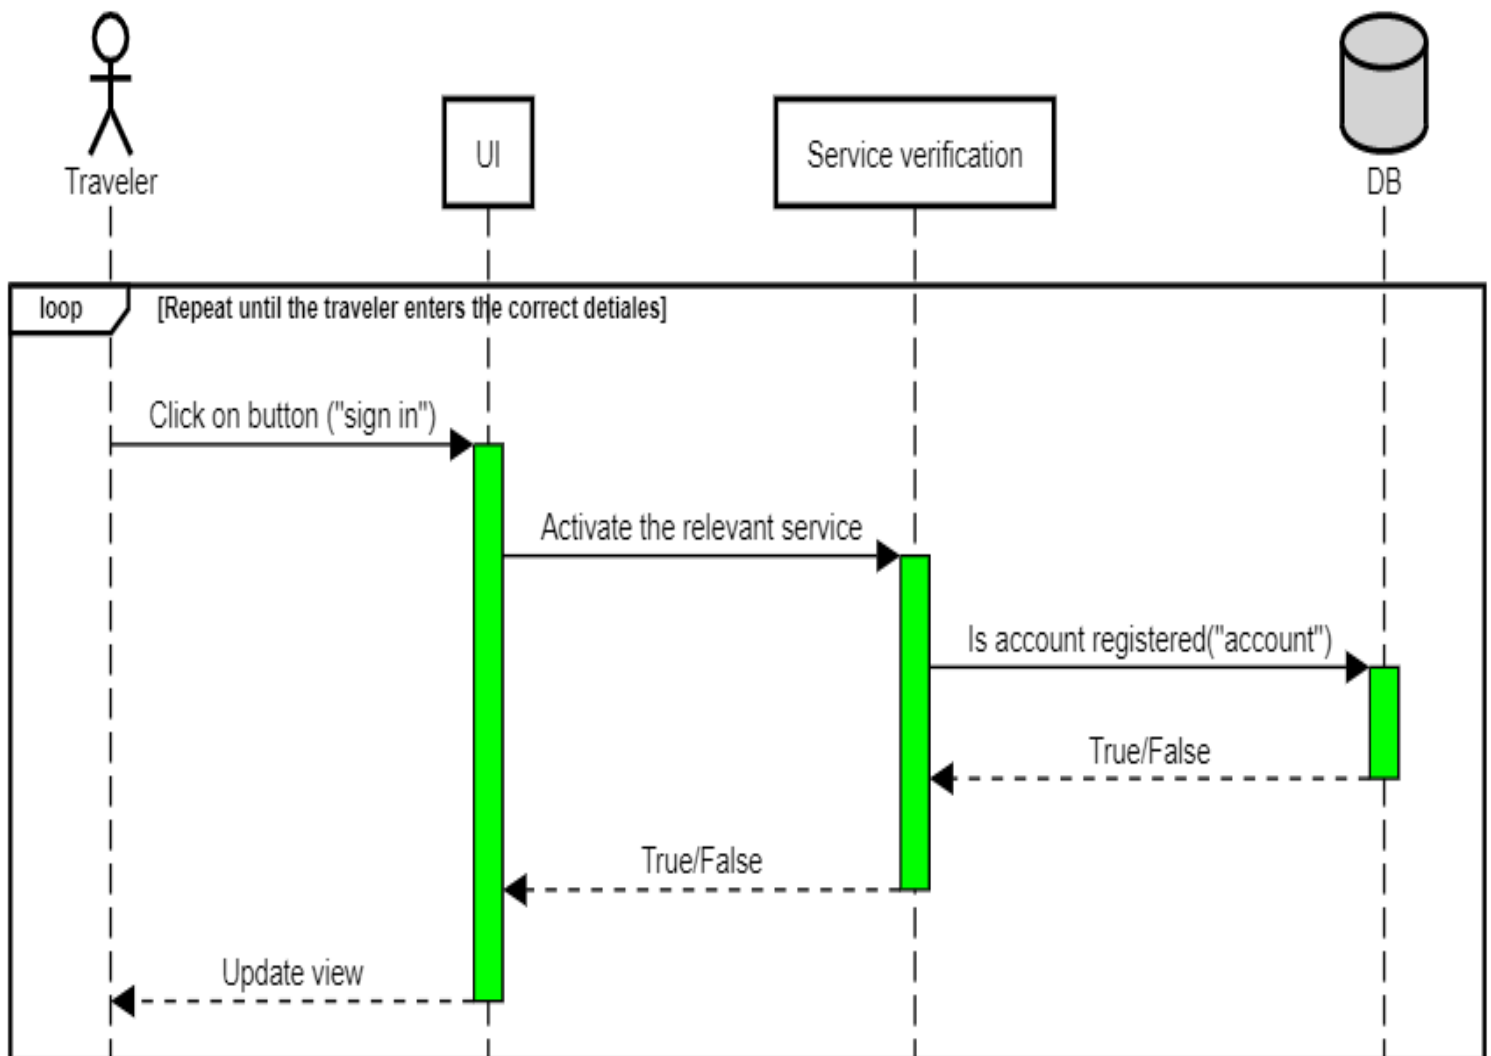 Traveler
UI
Service verification
DB
loop
[Repeat until the traveler enters the correct detiales]
Click on button ("sign in")
Activate the relevant service
Is account registered("account")
True/False
True/False
Update view